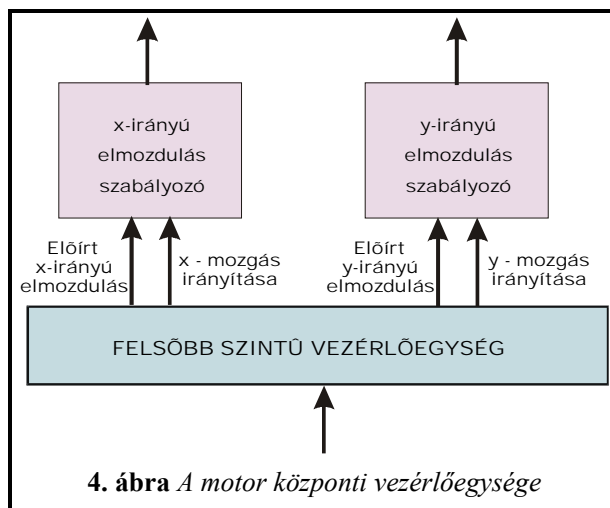 x-irányú
elmozdulás
szabályozó
y-irányú
elmozdulás
szabályozó
Elõírt
x-irányú
elmozdulás
x - mozgás
irányítása
Elõírt
y-irányú
elmozdulás
y - mozgás
irányítása
FELSÕBB SZINTÛ VEZÉRLÕEGYSÉG
4. ábra A motor központi vezérlőegysége